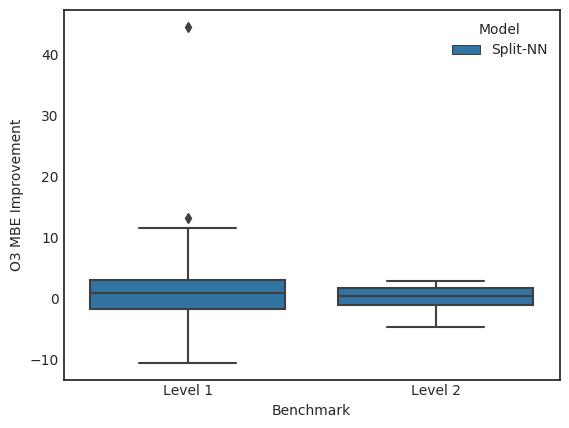 Model
Split-NN
40
30
20
10
0
−10
O3 MBE Improvement
Level 1
Level 2
Benchmark